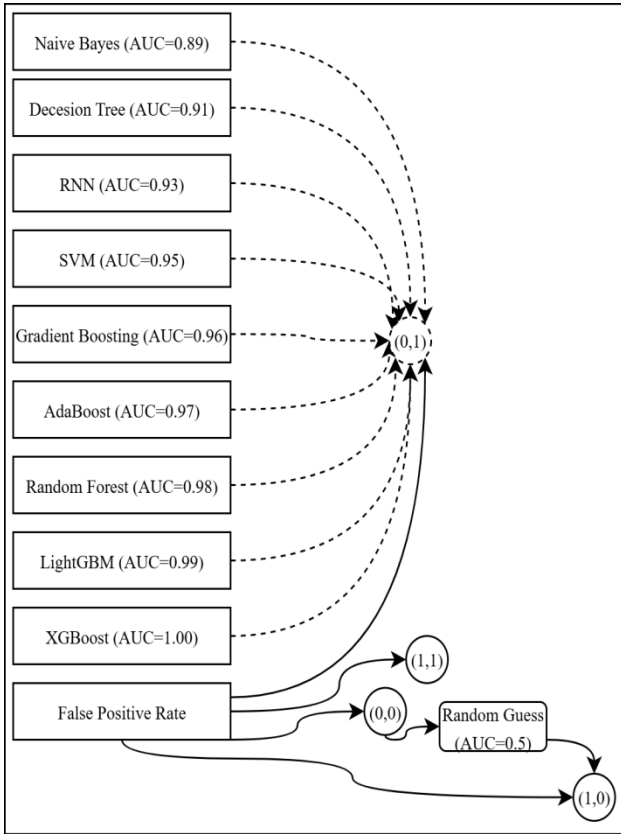 Naive Bayes (AUC=0.89)
Decesion Tree (AUC=0.91)
RNN (AUC=0.93)
SVM (AUC=0.95)
Gradient Boosting (AUC=0.96)
(0,1)
AdaBoost (AUC=0.97)
Random Forest (AUC=0.98)
LightGBM (AUC=0.99)
XGBoost (AUC=1.00)
(1,1)
False Positive Rate
(0,0)
Random Guess
(AUC=0.5)
(1,0)